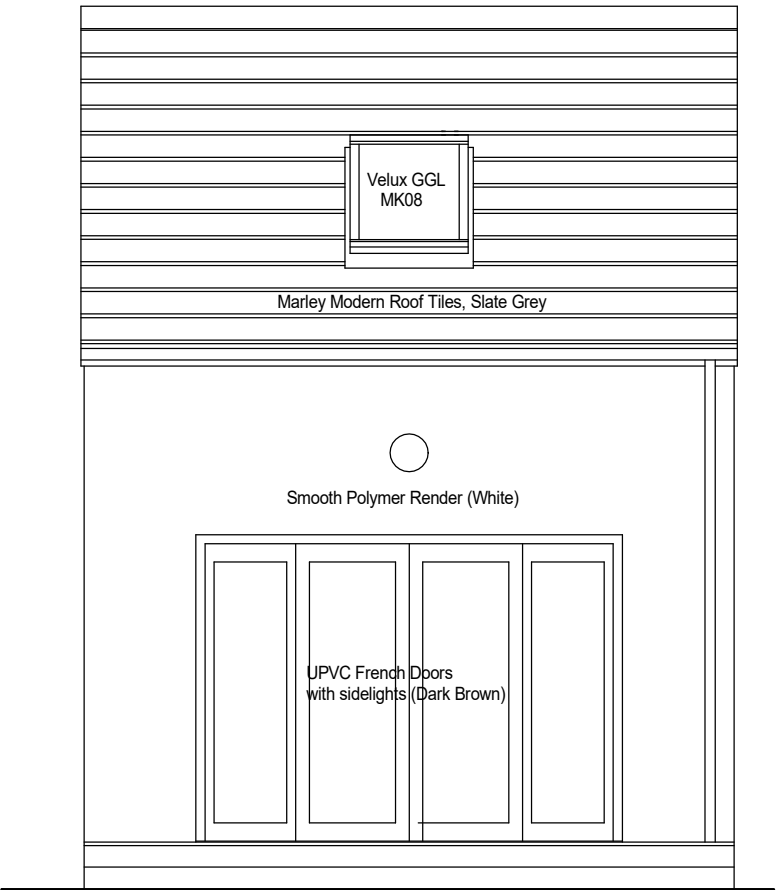 Velux GGL
MK08
Marley Modern Roof Tiles, Slate Grey
Smooth Polymer Render (White)
UPVC French Doors
with sidelights (Dark Brown)